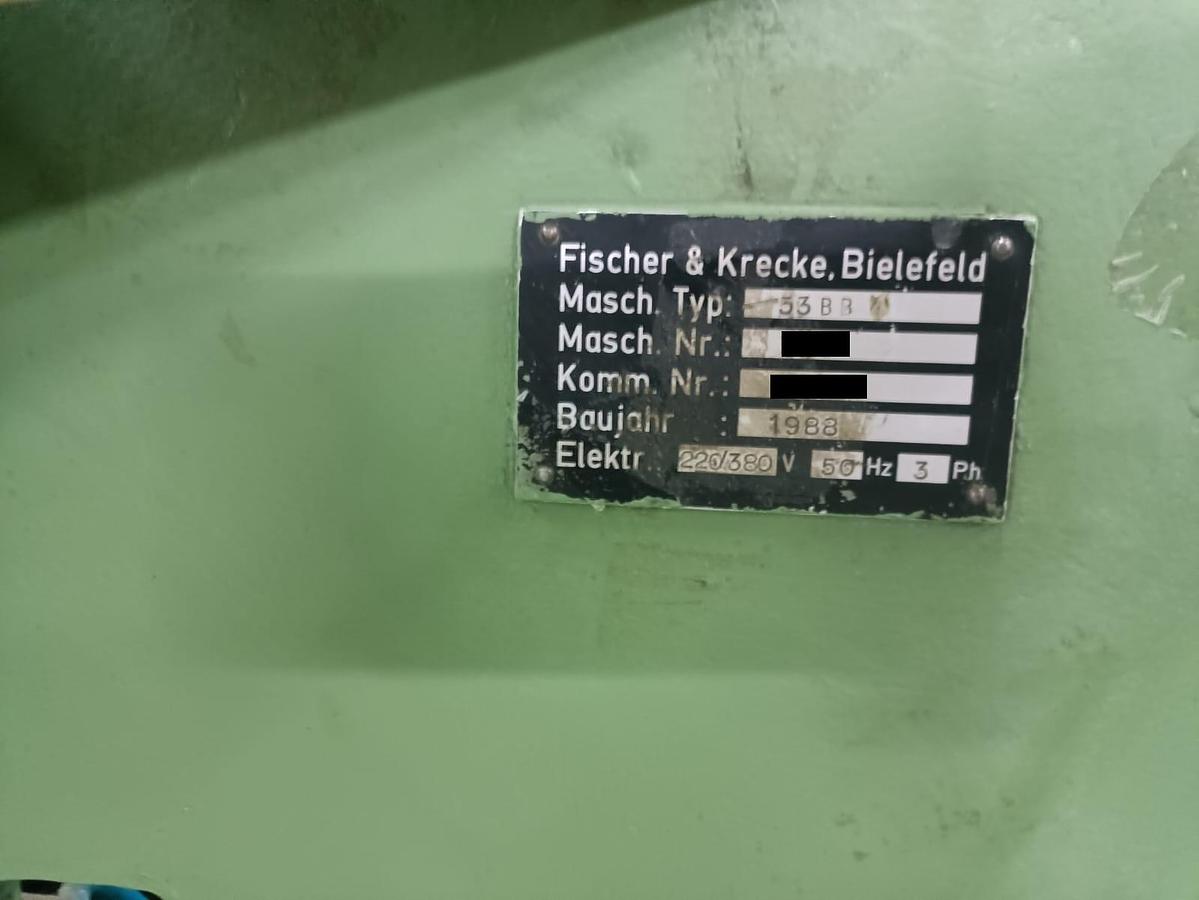 Fischer & Krecke, Bielefeld
Masch. Typ: 53 BB
Masch. Nr.:
Komm. Nr.:
Baujahr : 1988
Elektr. 220/380 V 50 Hz 3 Ph